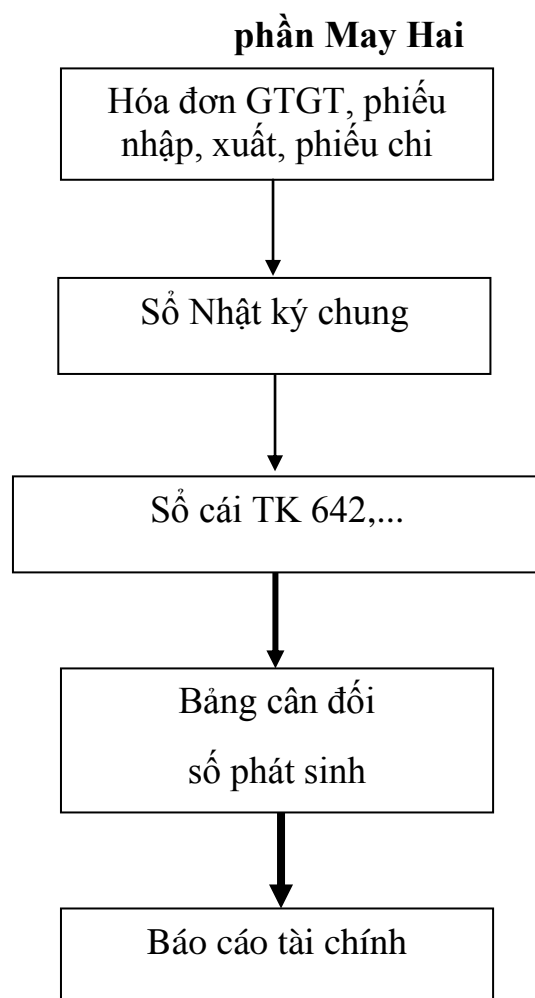 phần May Hai
Hóa đơn GTGT, phiếu
nhập, xuất, phiếu chi
Sổ Nhật ký chung
Sổ cái TK 642,...
Bảng cân đối
số phát sinh
Báo cáo tài chính